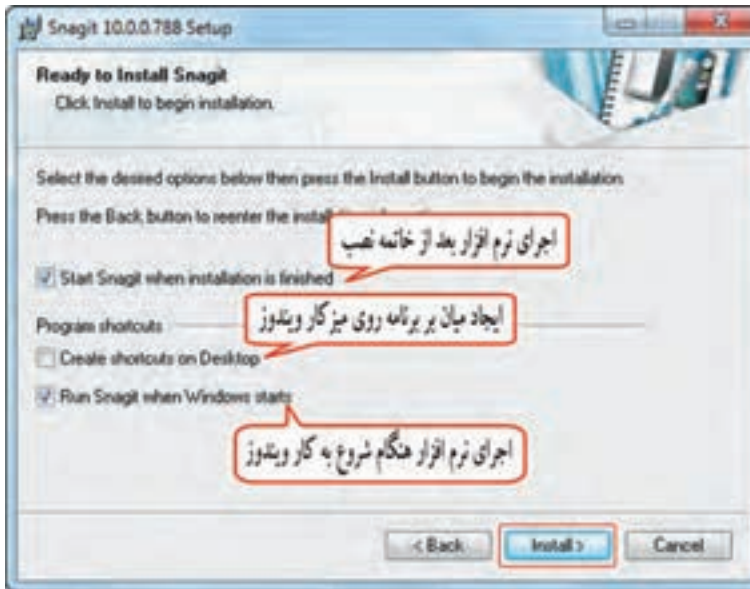 Snagit 10.0.0.788 Setup
Ready to Install Snagit
Click Install to begin installation.
Select the desired options below then press the Install button to begin the installation
Press the Back button to reenter the install
اجرای نرم افزار بعد از خاتمه نصب
Start Snagit when installation is finished
ایجاد میان بر برنامه روی میز کار ویندوز
Program shortcuts
Create shortcuts on Desktop
Run Snagit when Windows starts
اجرای نرم افزار هنگام شروع به کار ویندوز
< Back
Install >
Cancel